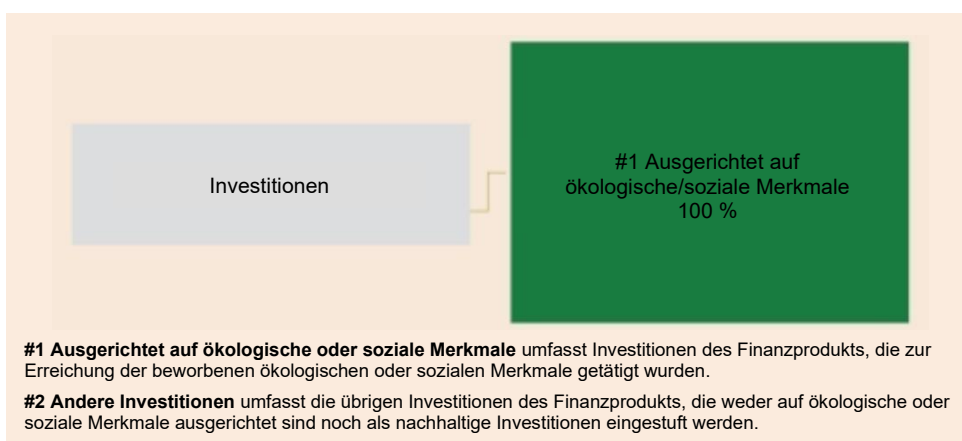 Investitionen
#1 Ausgerichtet auf
ökologische/soziale Merkmale
100 %
#1 Ausgerichtet auf ökologische oder soziale Merkmale umfasst Investitionen des Finanzprodukts, die zur
Erreichung der beworbenen ökologischen oder sozialen Merkmale getätigt wurden.
#2 Andere Investitionen umfasst die übrigen Investitionen des Finanzprodukts, die weder auf ökologische oder
soziale Merkmale ausgerichtet sind noch als nachhaltige Investitionen eingestuft werden.